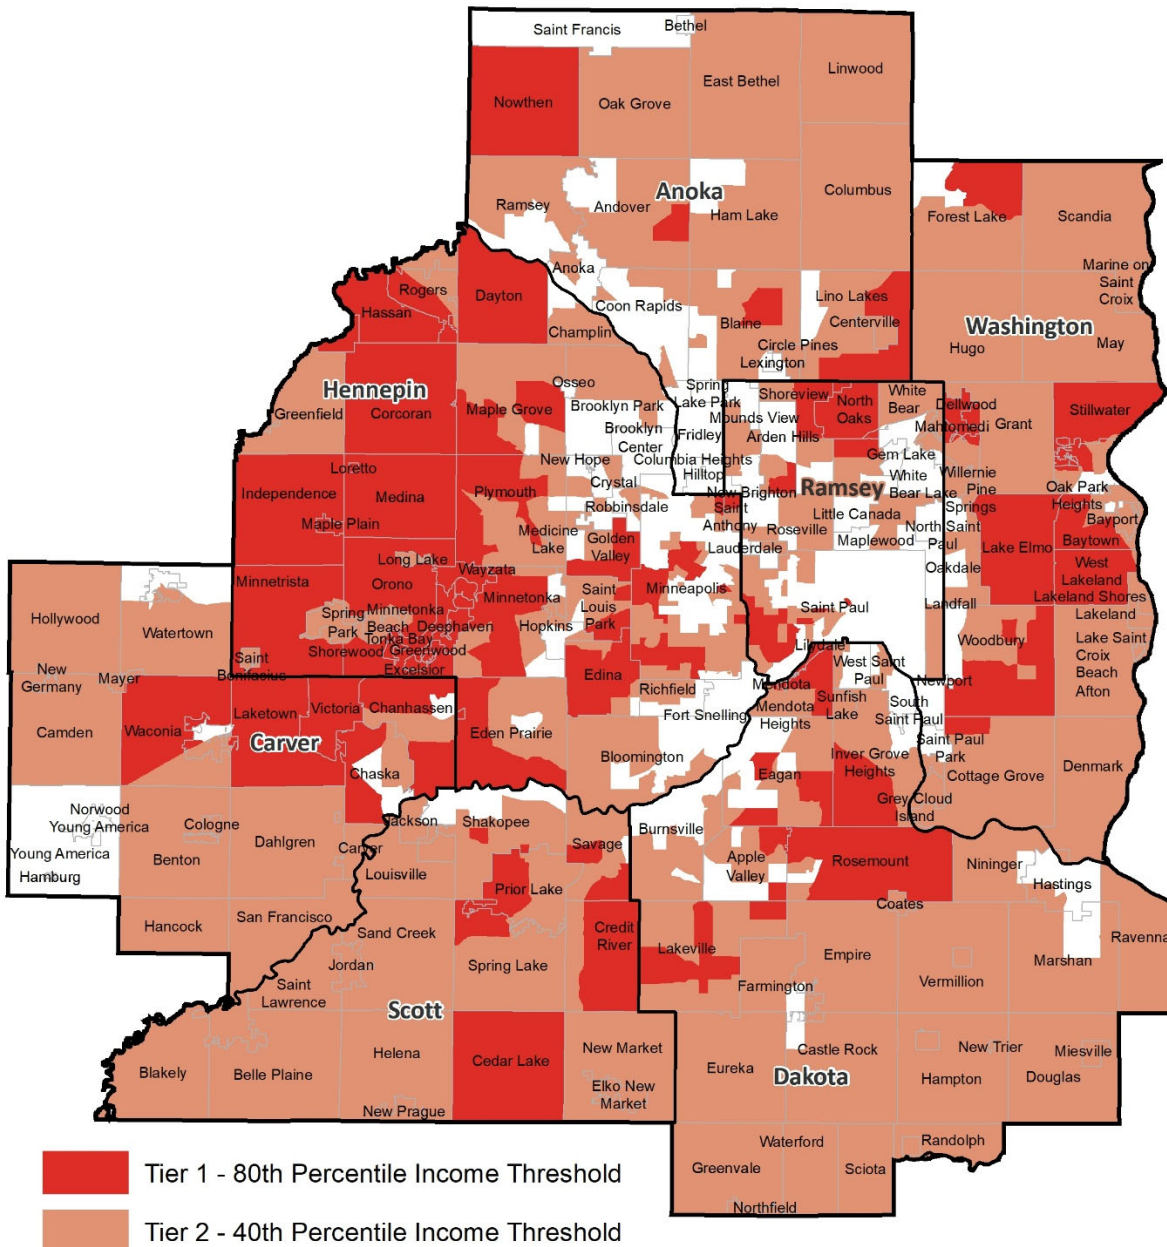 Saint Francis
Bethel
Nowthen
Oak Grove
East Bethel
Linwood
Anoka
Ramsey
Andover
Ham Lake
Columbus
Forest Lake
Scandia
Marine on
Saint
Croix
Anoka
Rogers
Hassan
Dayton
Coon Rapids
Champlin
Blaine
Lino Lakes
Centerville
Circle Pines
Lexington
Washington
Hugo
May
Hennepin
Greenfield
Corcoran
Maple Grove
Osseo
Brooklyn Park
Brooklyn
Center
Spring
Lake Park
Mounds View
Fridley
Columbia Heights
Hilltop
Shoreview
North
Oaks
White
Bear
Arden Hills
Gem Lake
White
Bear Lake
Dellwood
Mahtomedi
Grant
Stillwater
Willernie
Pine
Springs
Oak Park
Heights
Bayport
Baytown
Loretto
Independence
Medina
Maple Plain
Plymouth
New Hope
Crystal
Robbinsdale
Medicine
Lake
Golden
Valley
New Brighton
Saint
Anthony
Ramsey
Little Canada
Roseville
Lauderdale
Maplewood
North Saint
Paul
Oakdale
Lake Elmo
West
Lakeland
Lakeland Shores
Lakeland
Landfall
Woodbury
Lake Saint
Croix
Beach
Afton
Minnetrista
Long Lake
Orono
Wayzata
Minnetonka
Beach
Spring
Park
Tonka Bay
Deephaven
Shorewood
Greenwood
Excelsior
Saint
Bonifacius
Minnetonka
Hopkins
Saint
Louis
Park
Minneapolis
Saint Paul
Lilydale
West Saint
Paul
Mendota
Mendota
Heights
Sunfish
Lake
South
Saint Paul
Newport
Saint Paul
Park
Hollywood
Watertown
New
Germany
Mayer
Camden
Waconia
Laketown
Victoria
Chanhassen
Carver
Chaska
Eden Prairie
Edina
Richfield
Fort Snelling
Bloomington
Eagan
Inver Grove
Heights
Grey Cloud
Island
Cottage Grove
Denmark
Norwood
Young America
Young America
Hamburg
Cologne
Benton
Dahlgren
Carver
Jackson
Louisville
Shakopee
Savage
Prior Lake
Burnsville
Apple
Valley
Rosemount
Coates
Nininger
Hastings
Hancock
San Francisco
Sand Creek
Jordan
Saint
Lawrence
Spring Lake
Credit
River
Lakeville
Farmington
Empire
Vermillion
Marshan
Ravenna
Scott
Blakely
Belle Plaine
Helena
New Prague
Cedar Lake
New Market
Elko New
Market
Eureka
Castle Rock
Dakota
Hampton
New Trier
Douglas
Miesville
Waterford
Greenvale
Sciota
Randolph
Northfield
Tier 1 - 80th Percentile Income Threshold
Tier 2 - 40th Percentile Income Threshold